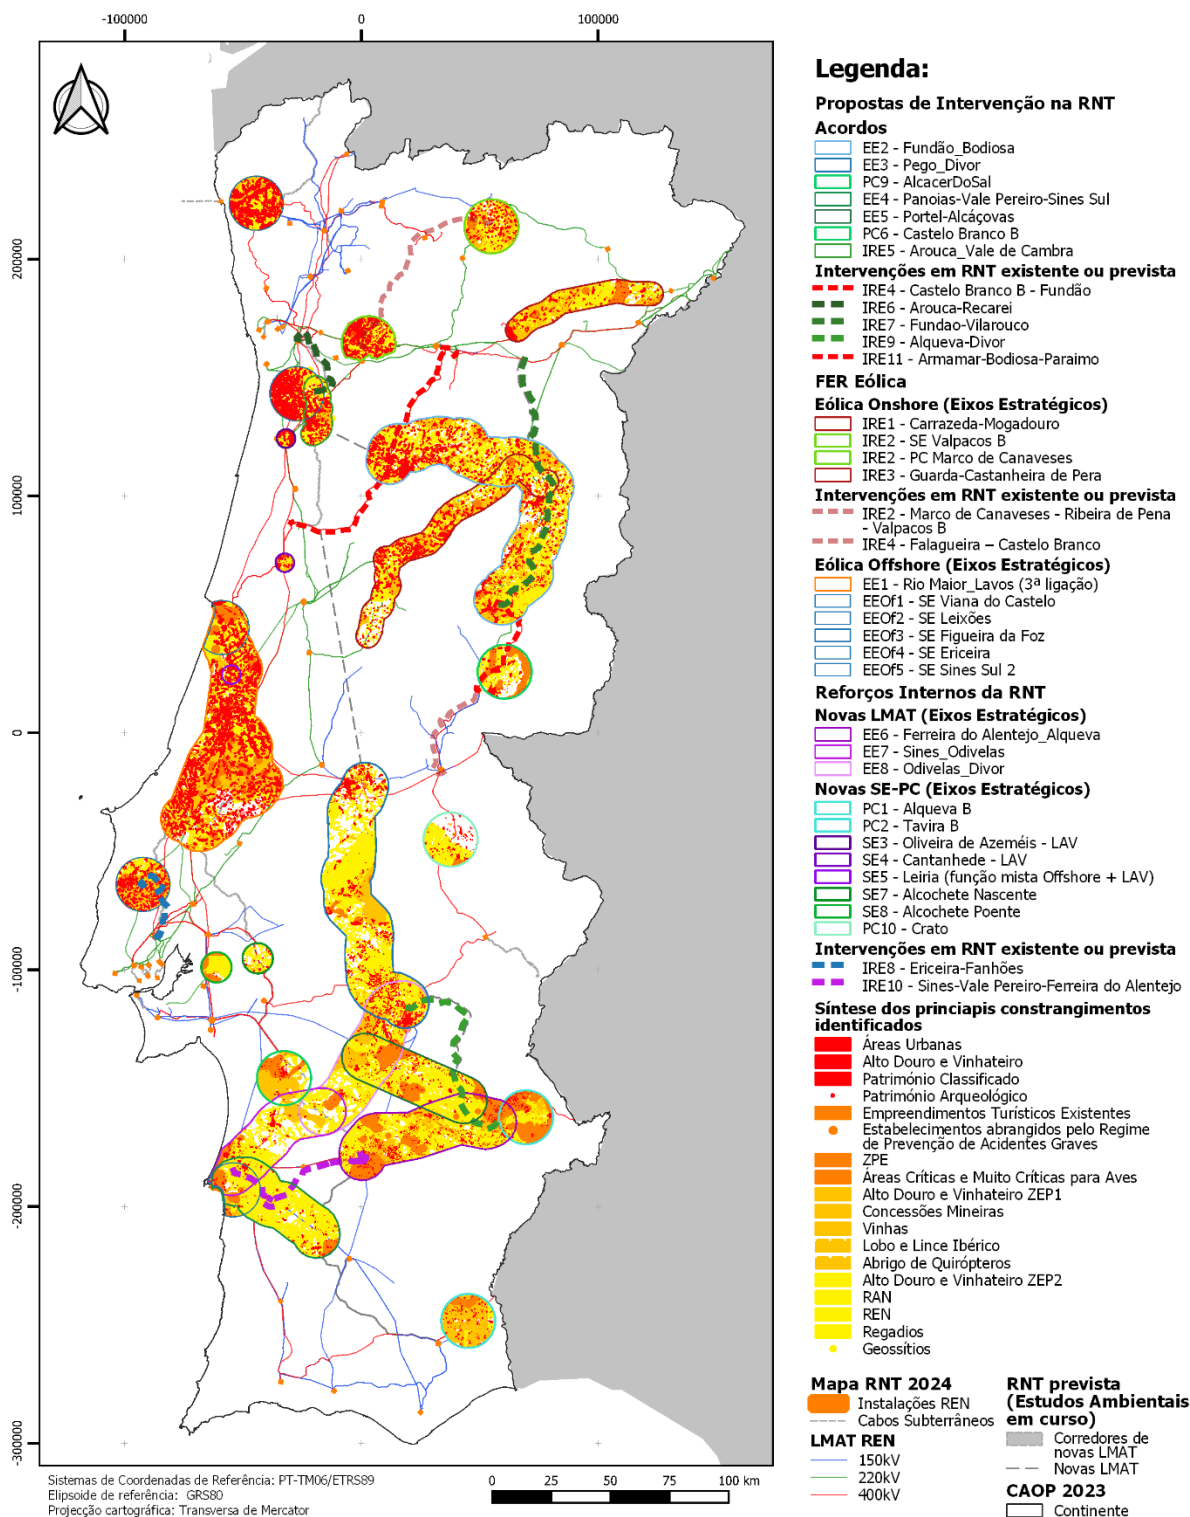 -100000
0
100000
200000
100000
0
-100000
-200000
-300000
Legenda:
Propostas de Intervenção na RNT
Acordos
EE2 - Fundão_Bodiosa
EE3 - Pego_Divor
PC9 - AlcacerDoSal
EE4 - Panoias-Vale Pereiro-Sines Sul
EE5 - Portel-Alcáçovas
PC6 - Castelo Branco B
IRE5 - Arouca_Vale de Cambra
Intervenções em RNT existente ou prevista
IRE4 - Castelo Branco B - Fundão
IRE6 - Arouca-Recarei
IRE7 - Fundao-Vilarouco
IRE9 - Alqueva-Divor
IRE11 - Armamar-Bodiosa-Paraimo
FER Eólica
Eólica Onshore (Eixos Estratégicos)
IRE1 - Carrazeda-Mogadouro
IRE2 - SE Valpacos B
IRE2 - PC Marco de Canaveses
IRE3 - Guarda-Castanheira de Pera
Intervenções em RNT existente ou prevista
IRE2 - Marco de Canaveses - Ribeira de Pena
- Valpacos B
IRE4 - Falagueira – Castelo Branco
Eólica Offshore (Eixos Estratégicos)
EE1 - Rio Maior_Lavos (3ª ligação)
EEOf1 - SE Viana do Castelo
EEOf2 - SE Leixões
EEOf3 - SE Figueira da Foz
EEOf4 - SE Ericeira
EEOf5 - SE Sines Sul 2
Reforços Internos da RNT
Novas LMAT (Eixos Estratégicos)
EE6 - Ferreira do Alentejo_Alqueva
EE7 - Sines_Odivelas
EE8 - Odivelas_Divor
Novas SE-PC (Eixos Estratégicos)
PC1 - Alqueva B
PC2 - Tavira B
SE3 - Oliveira de Azeméis - LAV
SE4 - Cantanhede - LAV
SE5 - Leiria (função mista Offshore + LAV)
SE7 - Alcochete Nascente
SE8 - Alcochete Poente
PC10 - Crato
Intervenções em RNT existente ou prevista
IRE8 - Ericeira-Fanhões
IRE10 - Sines-Vale Pereiro-Ferreira do Alentejo
Síntese dos principapis constrangimentos
identificados
Áreas Urbanas
Alto Douro e Vinhateiro
Património Classificado
Património Arqueológico
Empreendimentos Turísticos Existentes
Estabelecimentos abrangidos pelo Regime
de Prevenção de Acidentes Graves
ZPE
Áreas Críticas e Muito Críticas para Aves
Alto Douro e Vinhateiro ZEP1
Concessões Mineiras
Vinhas
Lobo e Lince Ibérico
Abrigo de Quirópteros
Alto Douro e Vinhateiro ZEP2
RAN
REN
Regadios
Geossítios
Mapa RNT 2024
Instalações REN
Cabos Subterrâneos
LMAT REN
150kV
220kV
400kV
RNT prevista
(Estudos Ambientais
em curso)
Corredores de
novas LMAT
Novas LMAT
CAOP 2023
Continente
Sistemas de Coordenadas de Referência: PT-TM06/ETRS89
Elipsoide de referência: GRS80
Projecção cartográfica: Transversa de Mercator
0 25 50 75 100 km